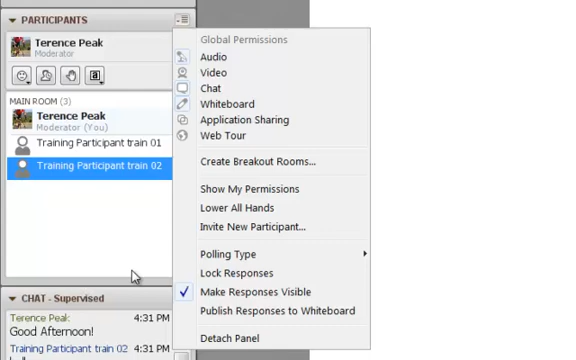 PARTICIPANTS
Terence Peak
Moderator
MAIN ROOM (3)
Terence Peak
Moderator (You)
Training Participant train 01
Training Participant train 02
CHAT - Supervised
Terence Peak: 4:31 PM
Good Afternoon!
Training Participant train 02 4:31 PM
Global Permissions
Audio
Video
Chat
Whiteboard
Application Sharing
Web Tour
Create Breakout Rooms...
Show My Permissions
Lower All Hands
Invite New Participant...
Polling Type
Lock Responses
Make Responses Visible
Publish Responses to Whiteboard
Detach Panel